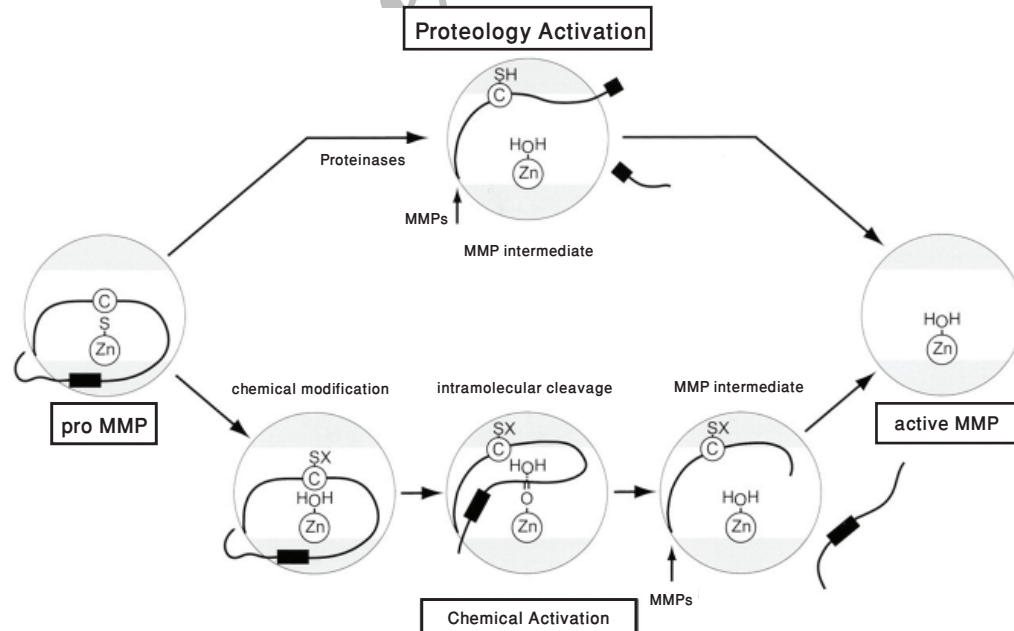 Proteology Activation
SH
C
HOH
Zn
Proteinases
MMPs
MMP intermediate
C
S
Zn
pro MMP
HOH
Zn
active MMP
chemical modification
intramolecular cleavage
MMP intermediate
SX
C
HOH
Zn
SX
C
HOH
O
Zn
SX
C
HOH
Zn
MMPs
Chemical Activation